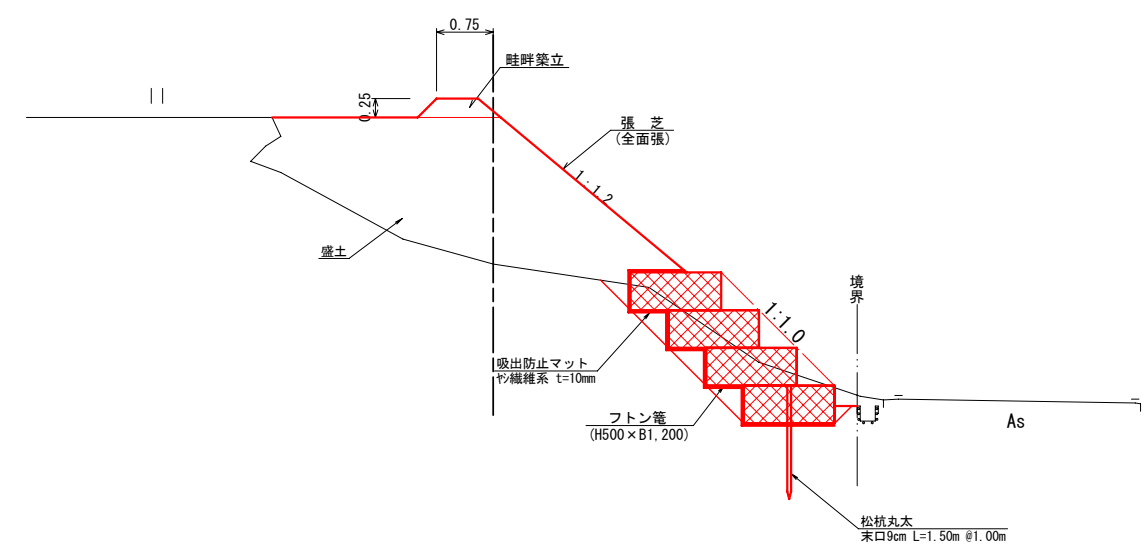 0.75
畦畔築立
0.25
張 芝
(全面張)
1:1.2
盛土
境界
1:1.0
吸出防止マット
ヤシ繊維系 t=10mm
フトン篭
(H500×B1,200)
As
松杭丸太
末口9cm L=1.50m @1.00m